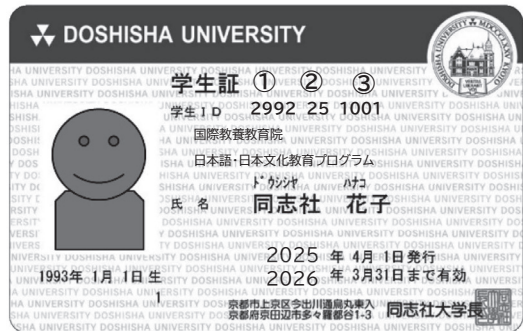 DOSHISHA UNIVERSITY
学生証 ① ② ③
学生ID 2992 25 1001
国際教養教育院
日本語・日本文化教育プログラム
ドウシシャ ハナコ
氏名 同志社 花子
2025 年 4月 1日発行
1993年 1月 1日 生 2026 年 3月31日まで有効
1
京都市上京区今出川通烏丸東入
京都府京田辺市多々羅都谷1-3 同志社大学長